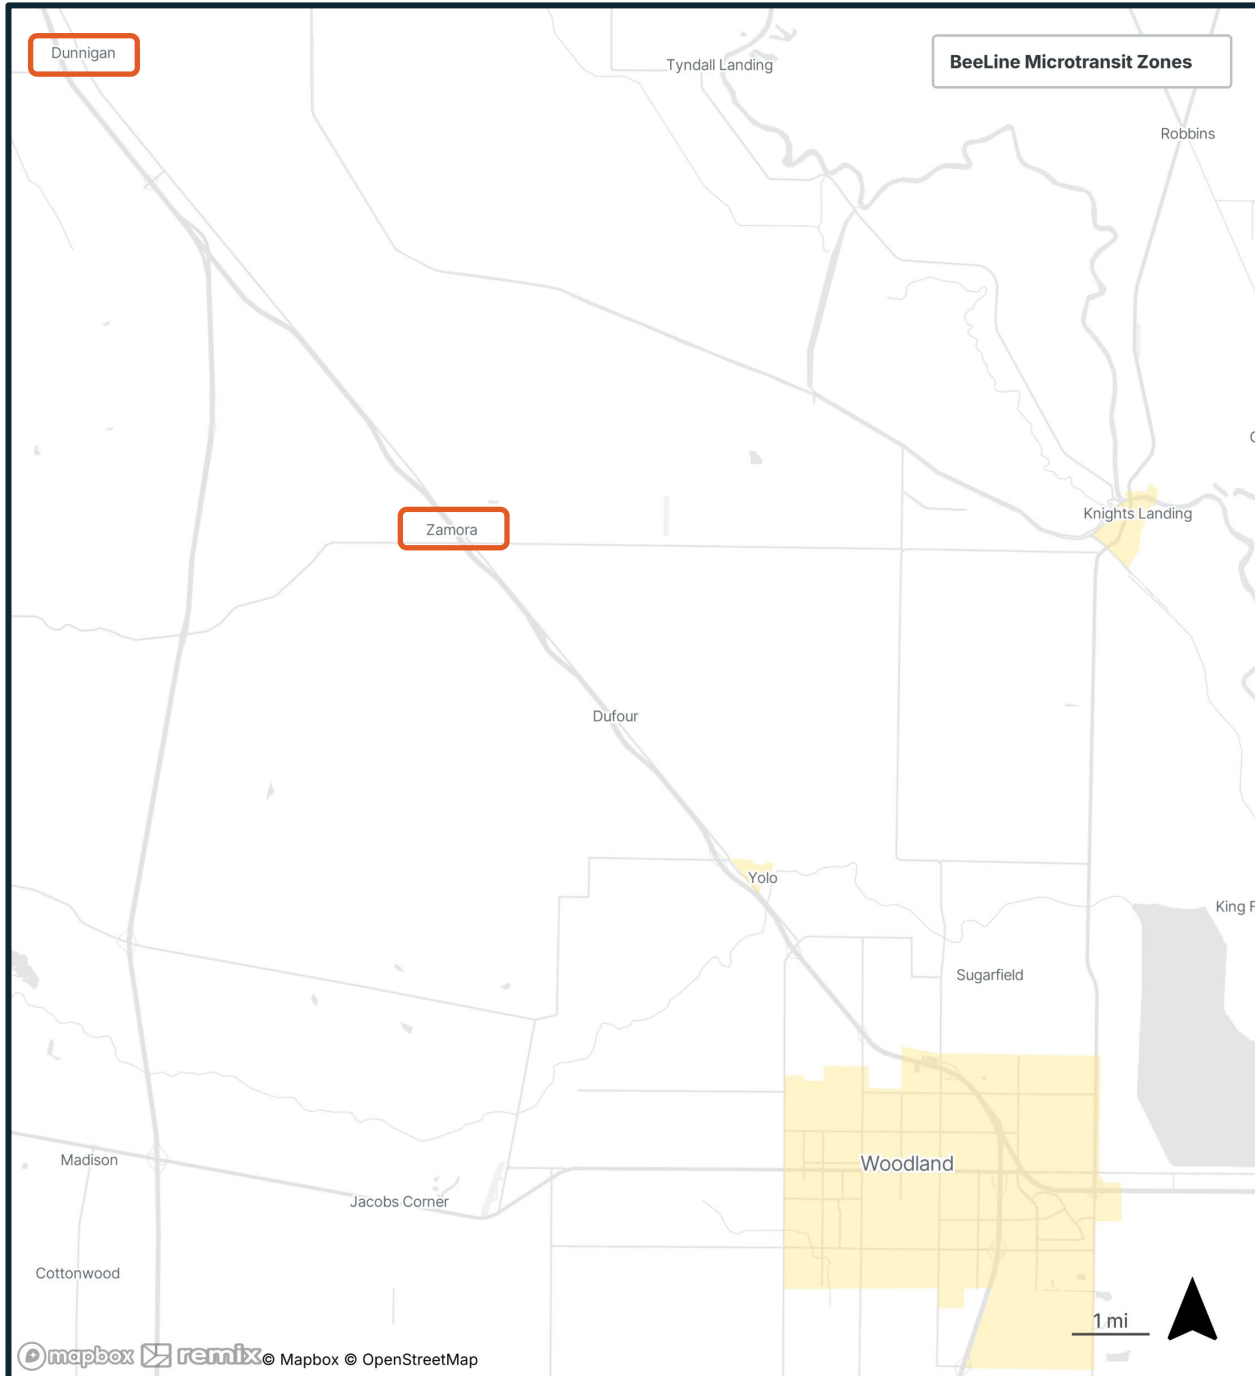 Dunnigan
Tyndall Landing
BeeLine Microtransit Zones
Robbins
Knights Landing
Zamora
Dufour
Yolo
King F
Sugarfield
Woodland
Madison
Jacobs Corner
Cottonwood
1 mi
mapbox remix © Mapbox © OpenStreetMap